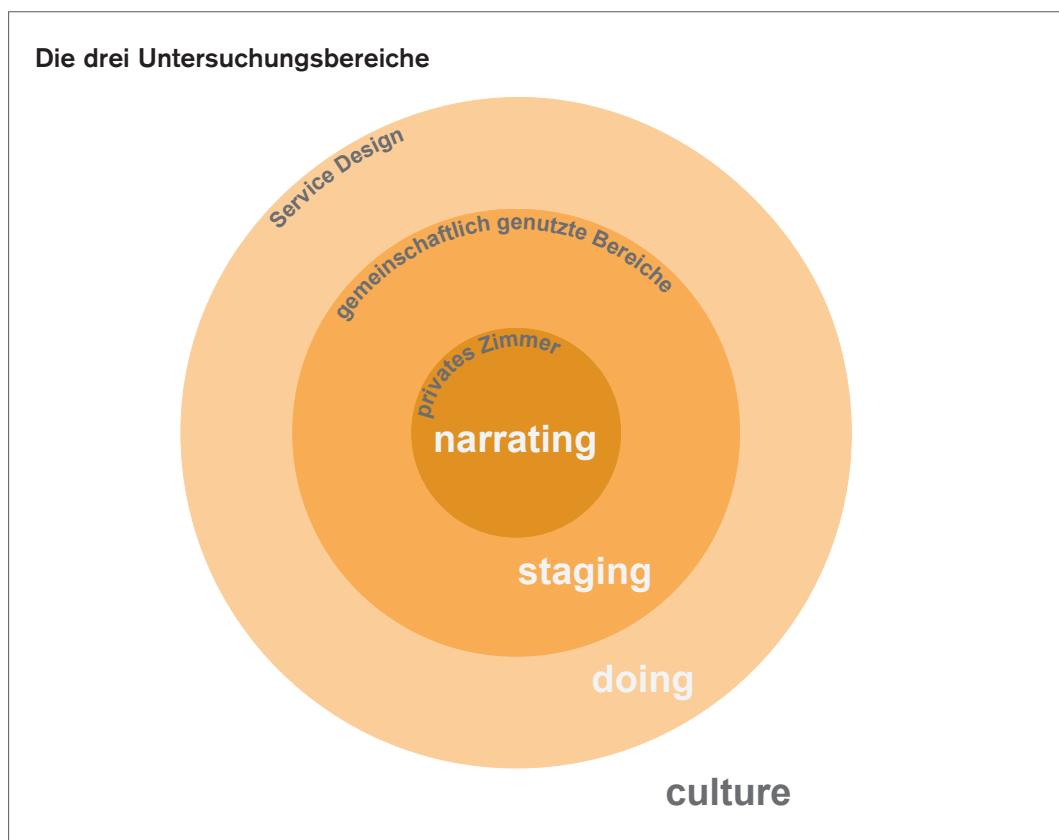 Die drei Untersuchungsbereiche
Service Design
gemeinschaftlich genutzte Bereiche
privates Zimmer
narrating
staging
doing
culture